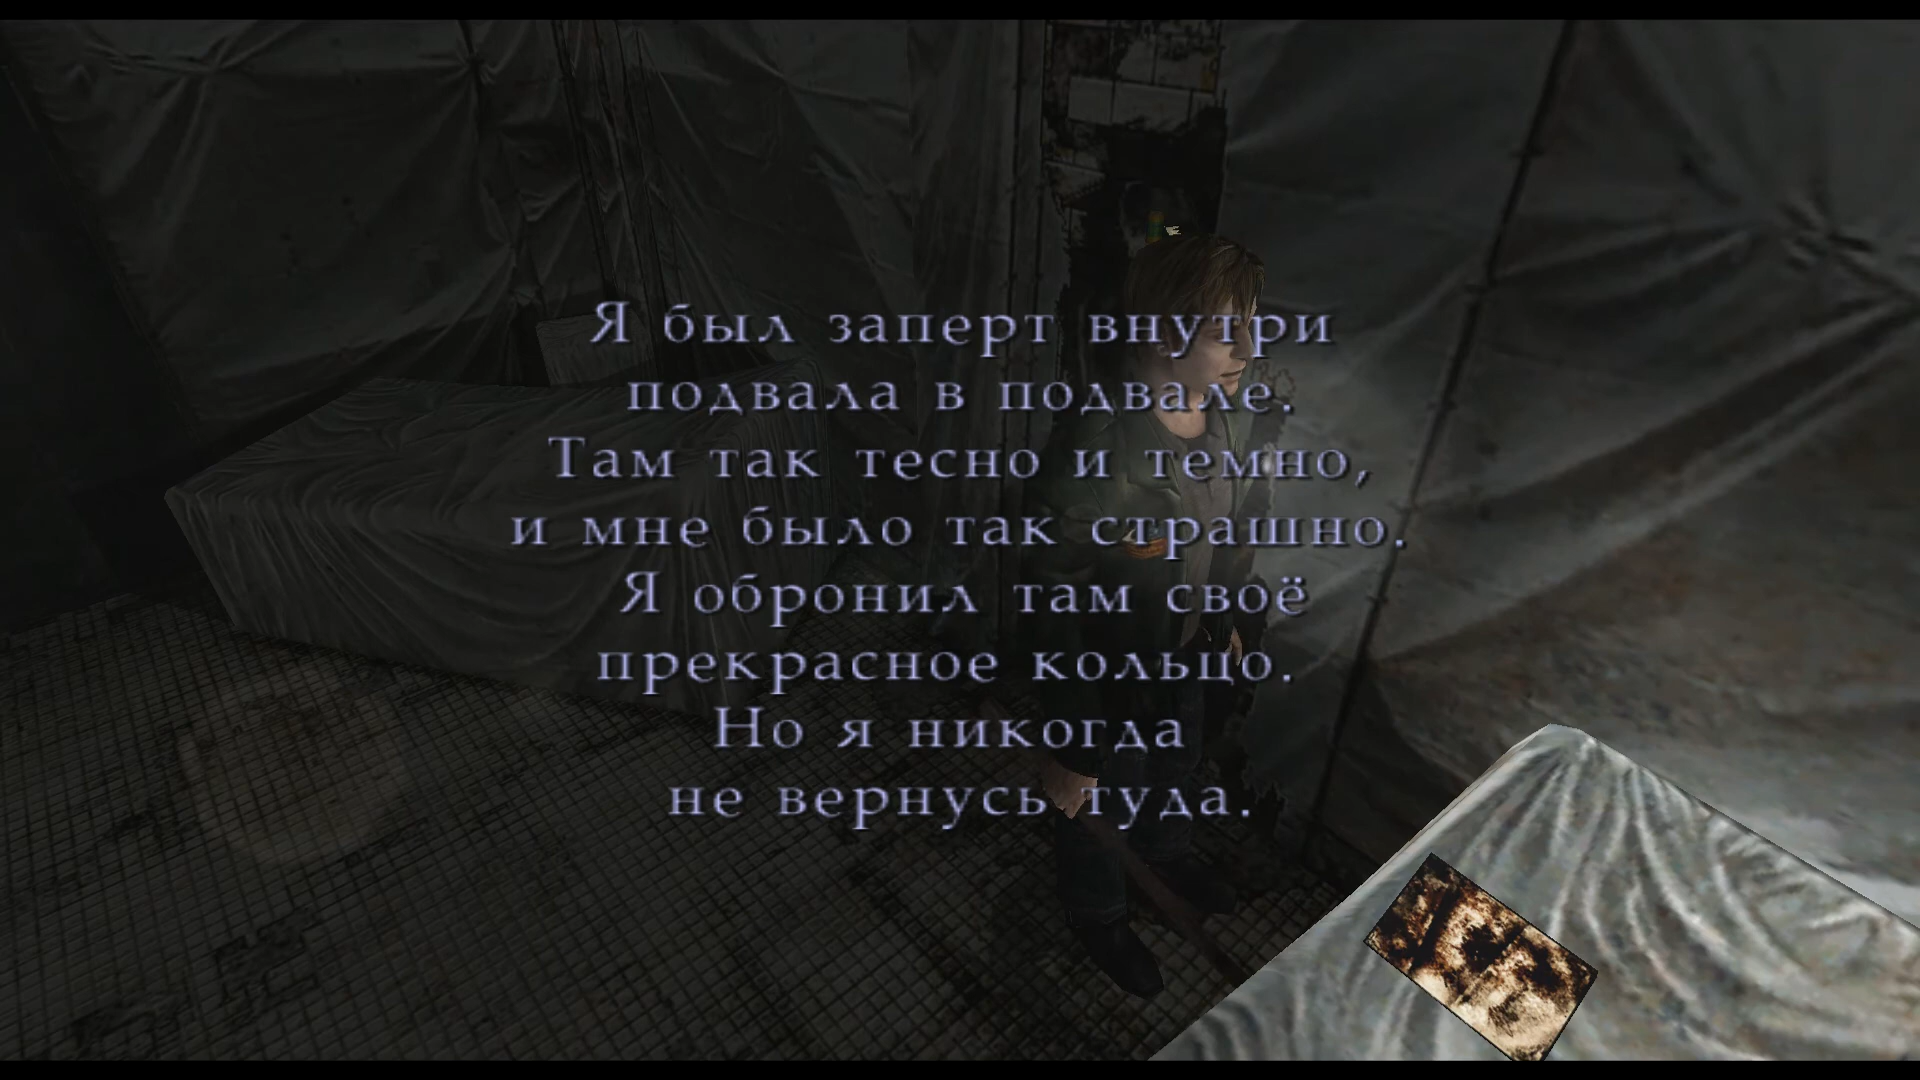 Я был заперт внутри
подвала в подвале.
Там так тесно и темно,
и мне было так страшно.
Я обронил там своё
прекрасное кольцо.
Но я никогда
не вернусь туда.